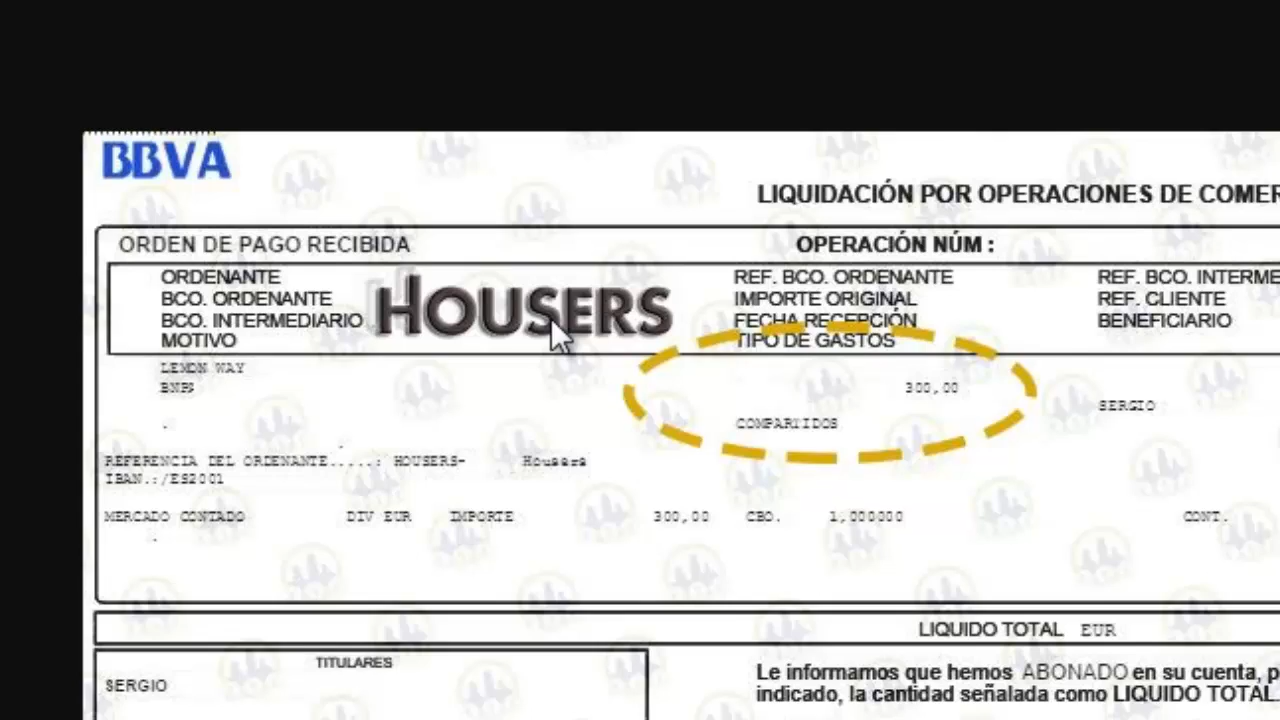 BBVA
LIQUIDACIÓN POR OPERACIONES DE COMER
ORDEN DE PAGO RECIBIDA OPERACIÓN NÚM :
ORDENANTE REF. BCO. ORDENANTE REF. BCO. INTERME
BCO. ORDENANTE IMPORTE ORIGINAL REF. CLIENTE
BCO. INTERMEDIARIO FECHA RECEPCIÓN BENEFICIARIO
MOTIVO TIPO DE GASTOS
HOUSERS
LEMON WAY
BNPS 300,00
SERGIO
. COMPARTIDOS
REFERENCIA DEL ORDENANTE.....: HOUSERS- Housers
IBAN.:/ES2001
MERCADO CONTADO DIV EUR IMPORTE 300,00 CBO. 1,000000 CONT.
LIQUIDO TOTAL EUR
TITULARES
SERGIO
Le informamos que hemos ABONADO en su cuenta, p
indicado, la cantidad señalada como LIQUIDO TOTAL.